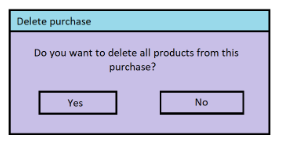 Delete purchase
Do you want to delete all products from this
purchase?
Yes
No